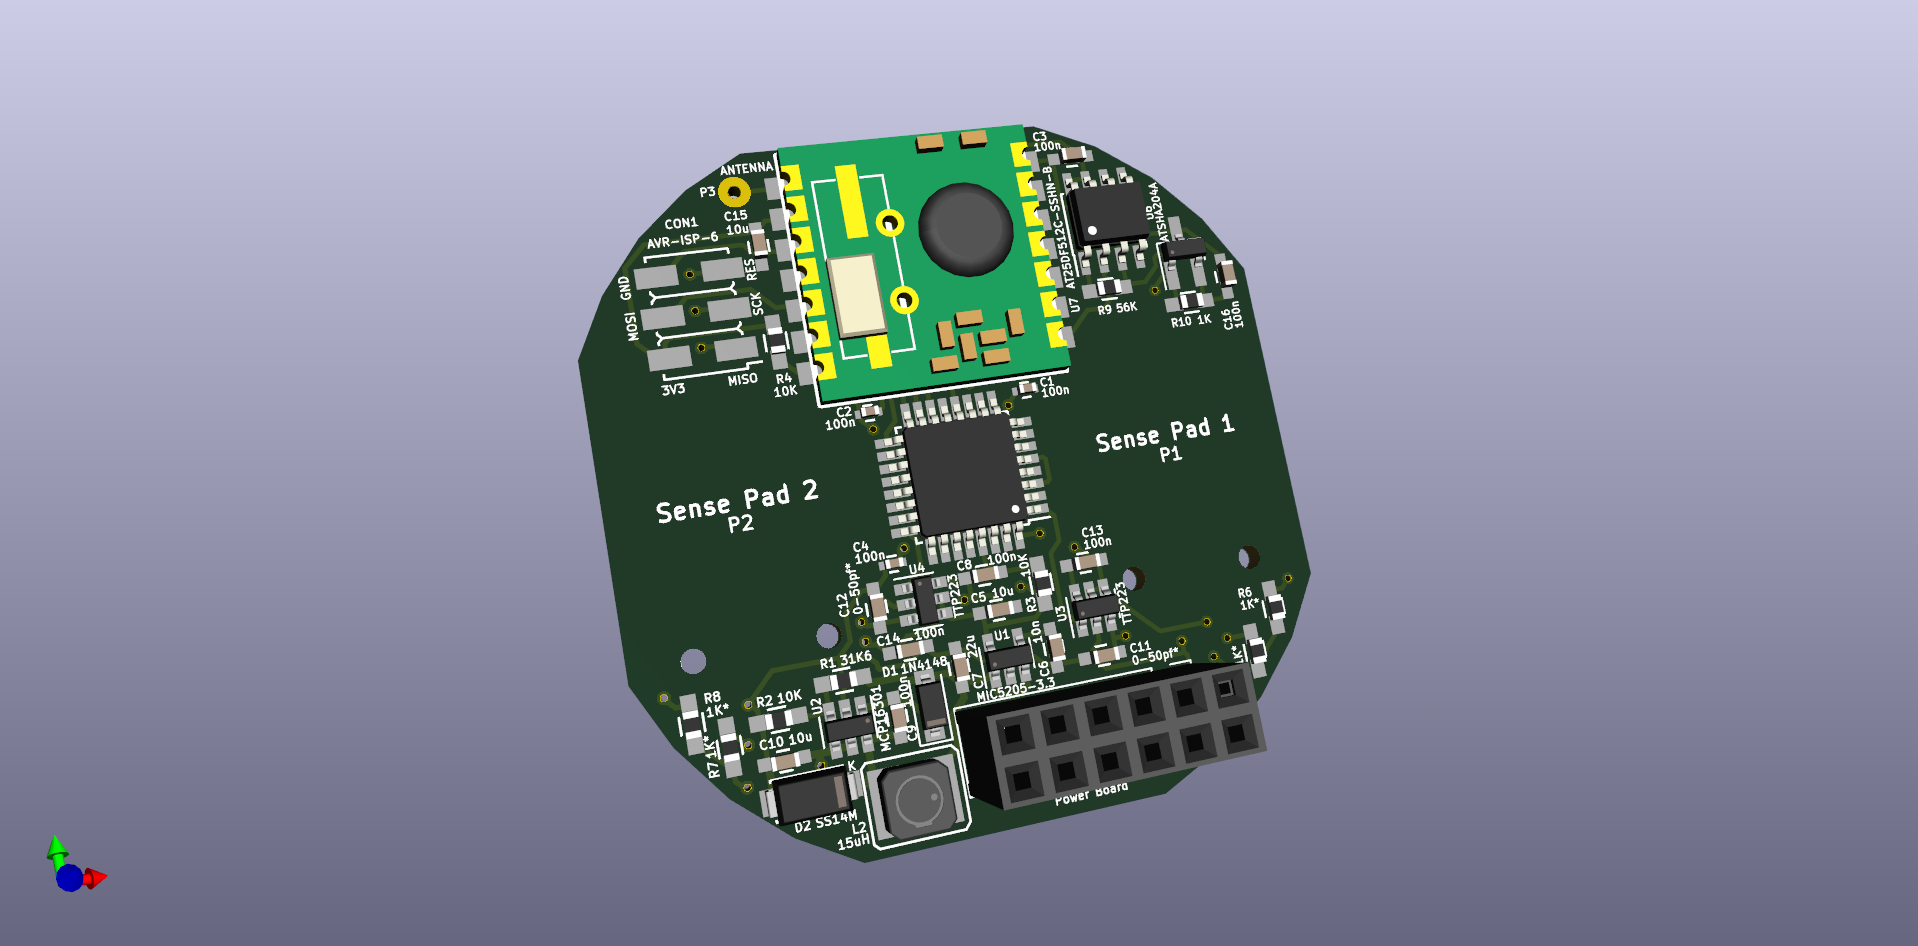 C3
100n
ANTENNA
P3
C15
10u
CON1
AVR-ISP-6
RES
GND
SCK
MOSI
MISO
3V3
R4
10K
AT25DF512C-SSHN-B
U7
ATSHA204A
R9 56K
R10 1K
C16
100n
C1
100n
C2
100n
Sense Pad 1
P1
Sense Pad 2
P2
C13
100n
C4
100n
U4
TTP223
C8 100n
10K
R3
C5 10u
C12
0-50pf*
U3
TTP223
C14 100n
U1
MIC5205-3.3
10n
C6
22u
C7
C11
0-50pf*
R6
1K*
1K*
R1 31K6
D1 1N4148
R8
1K*
R2 10K
U2
MCP16301
100n
C9
R7 1K*
C10 10u
K
D2 SS14M
L2
15uH
Power Board